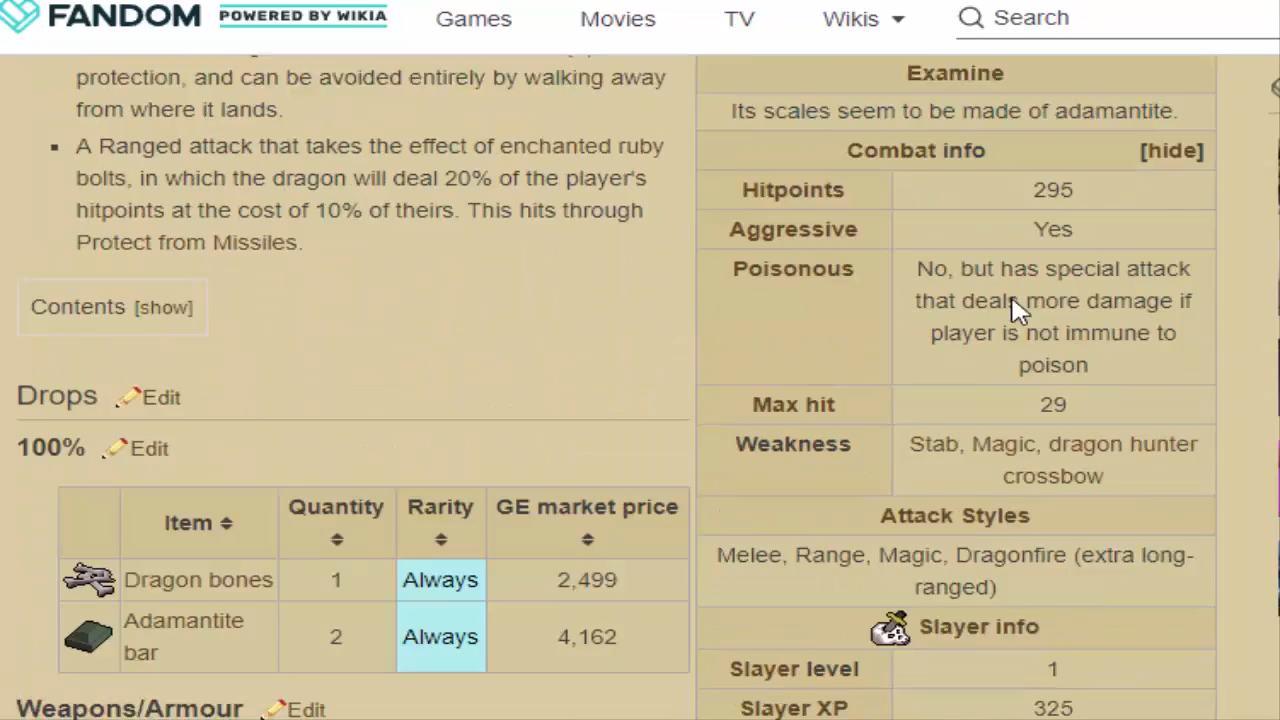 FANDOM POWERED BY WIKIA Games Movies TV Wikis Search
protection, and can be avoided entirely by walking away
from where it lands.
A Ranged attack that takes the effect of enchanted ruby
bolts, in which the dragon will deal 20% of the player's
hitpoints at the cost of 10% of theirs. This hits through
Protect from Missiles.
Contents [show]
Drops Edit
100% Edit
Item Quantity Rarity GE market price
Dragon bones 1 Always 2,499
Adamantite
bar 2 Always 4,162
Weapons/Armour Edit
Examine
Its scales seem to be made of adamantite.
Combat info [hide]
Hitpoints 295
Aggressive Yes
Poisonous No, but has special attack
that deals more damage if
player is not immune to
poison
Max hit 29
Weakness Stab, Magic, dragon hunter
crossbow
Attack Styles
Melee, Range, Magic, Dragonfire (extra long-
ranged)
Slayer info
Slayer level 1
Slayer XP 325